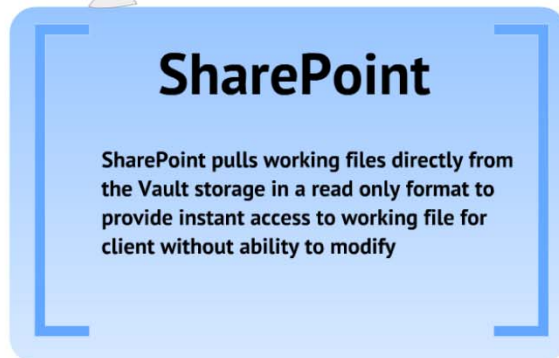 SharePoint
SharePoint pulls working files directly from
the Vault storage in a read only format to
provide instant access to working file for
client without ability to modify